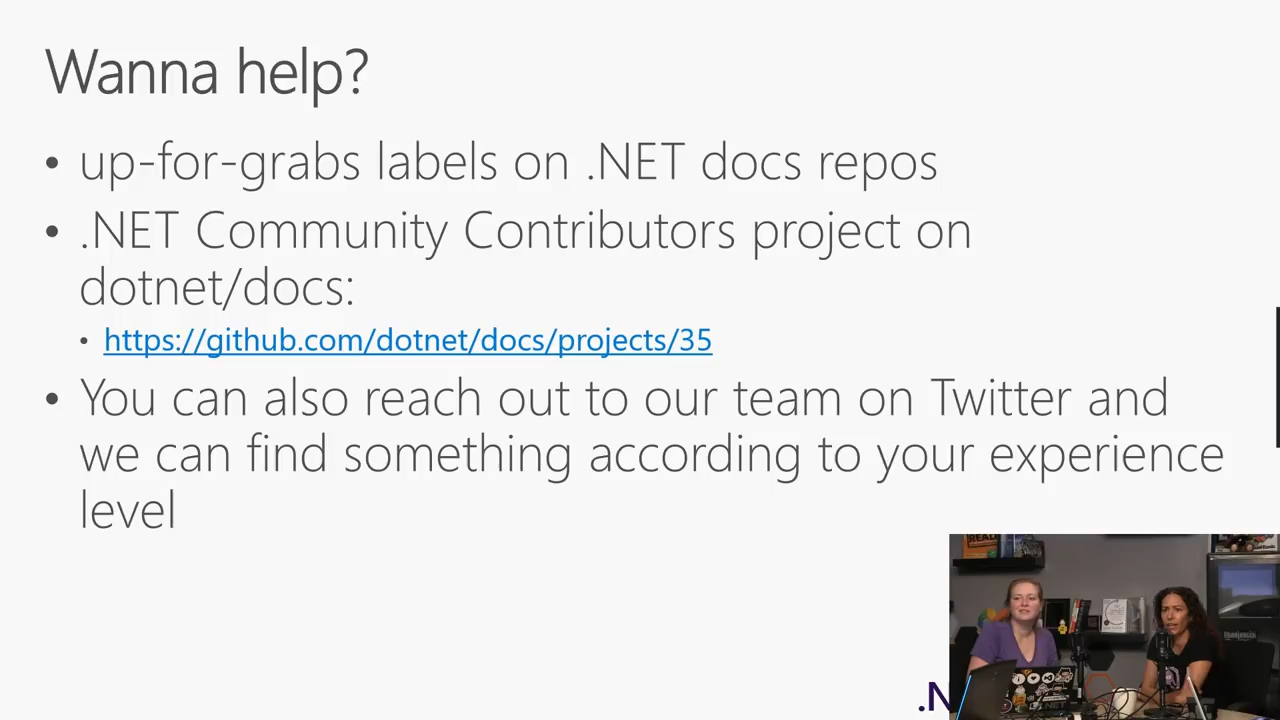 Wanna help?
• up-for-grabs labels on .NET docs repos
• .NET Community Contributors project on
dotnet/docs:
• https://github.com/dotnet/docs/projects/35
• You can also reach out to our team on Twitter and
we can find something according to your experience
level
READ
.N
.NET